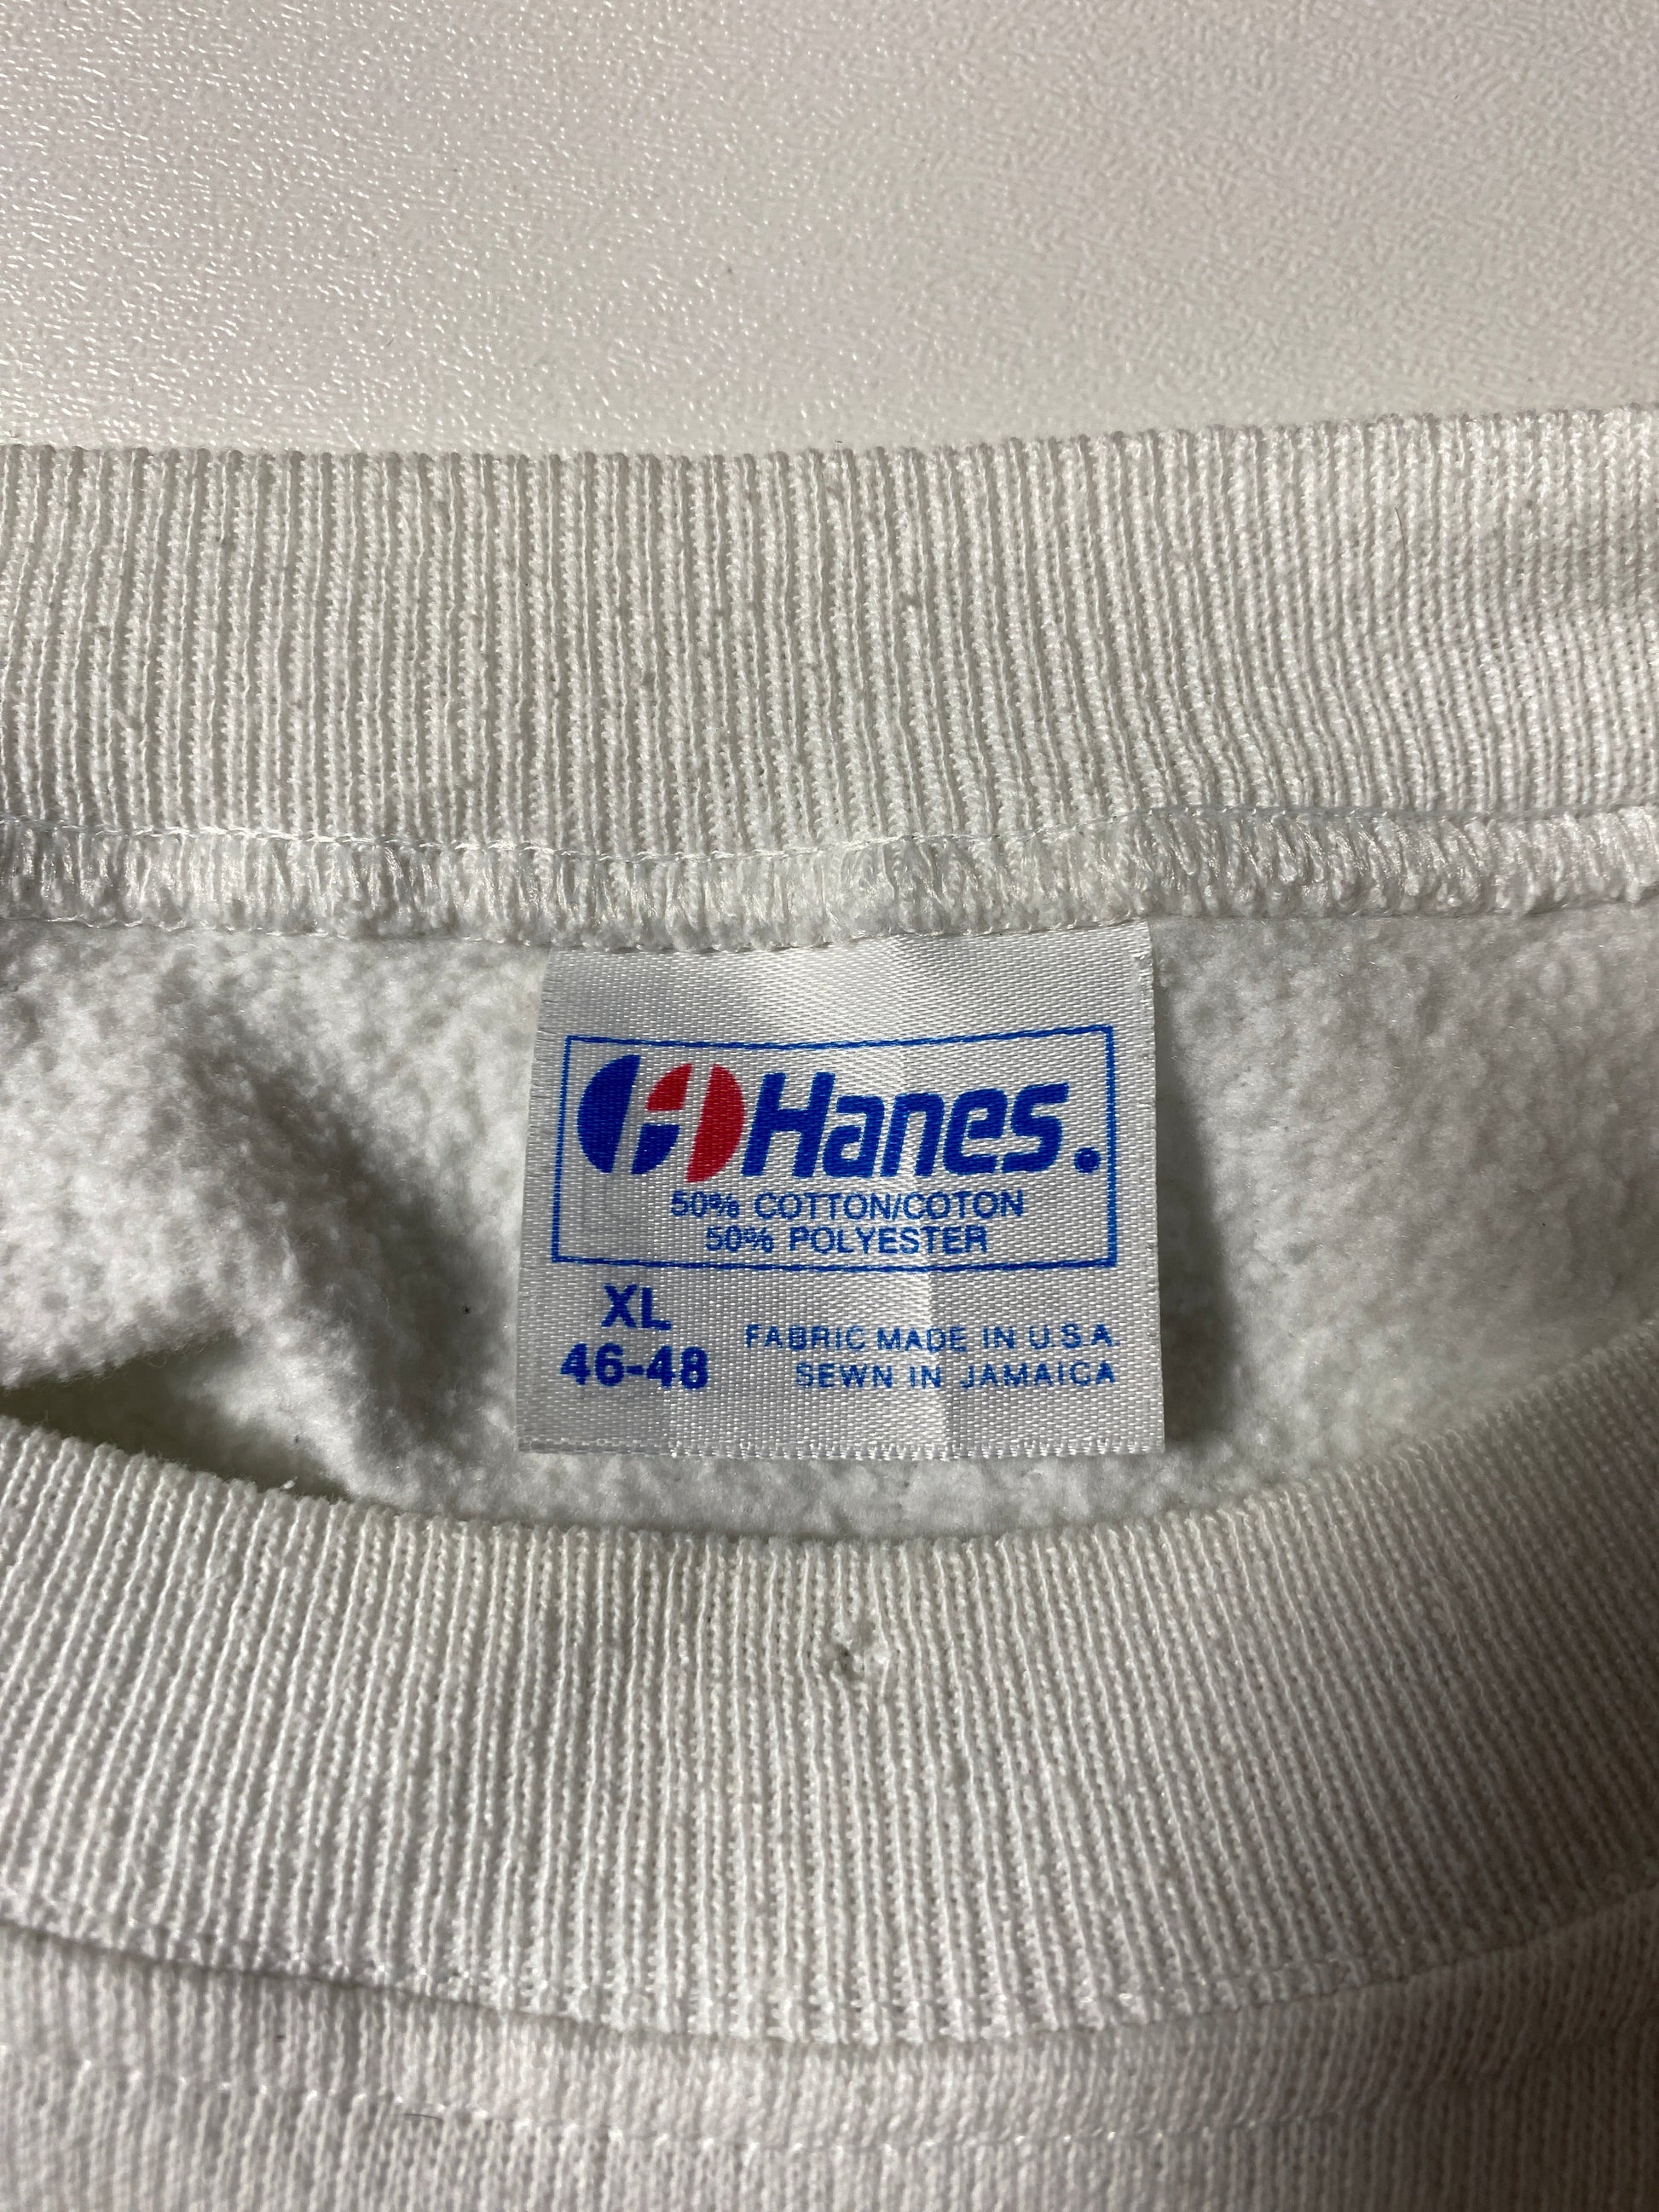 Hanes.
50% COTTON/COTON
50% POLYESTER
XL
46-48
FABRIC MADE IN U.S.A
SEWN IN JAMAICA